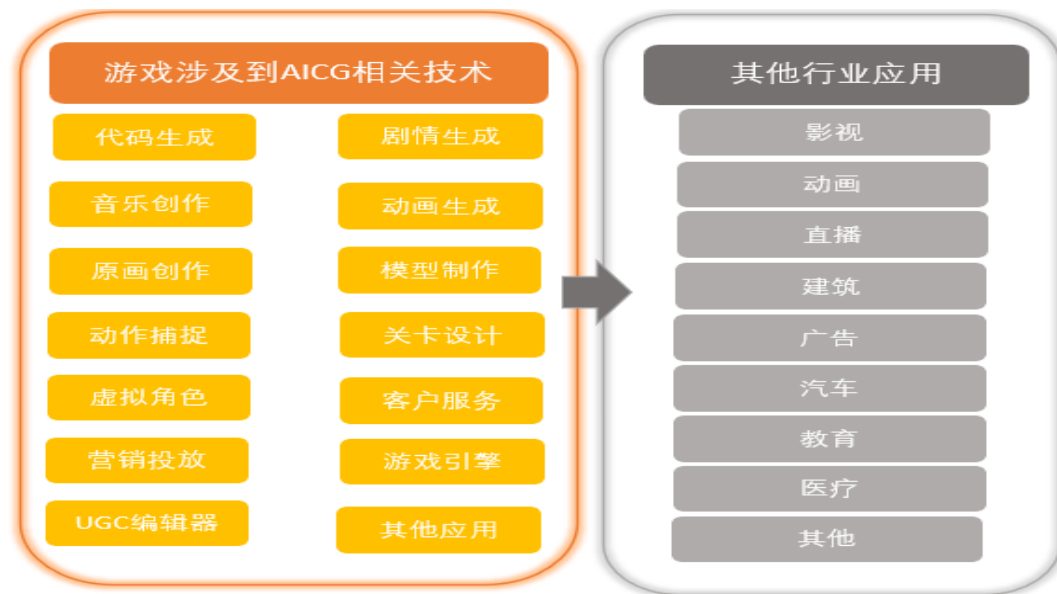 游戏涉及到AICG相关技术
代码生成
剧情生成
音乐创作
动画生成
原画创作
模型制作
动作捕捉
关卡设计
虚拟角色
客户服务
营销投放
游戏引擎
UGC编辑器
其他应用
其他行业应用
影视
动画
直播
建筑
广告
汽车
教育
医疗
其他